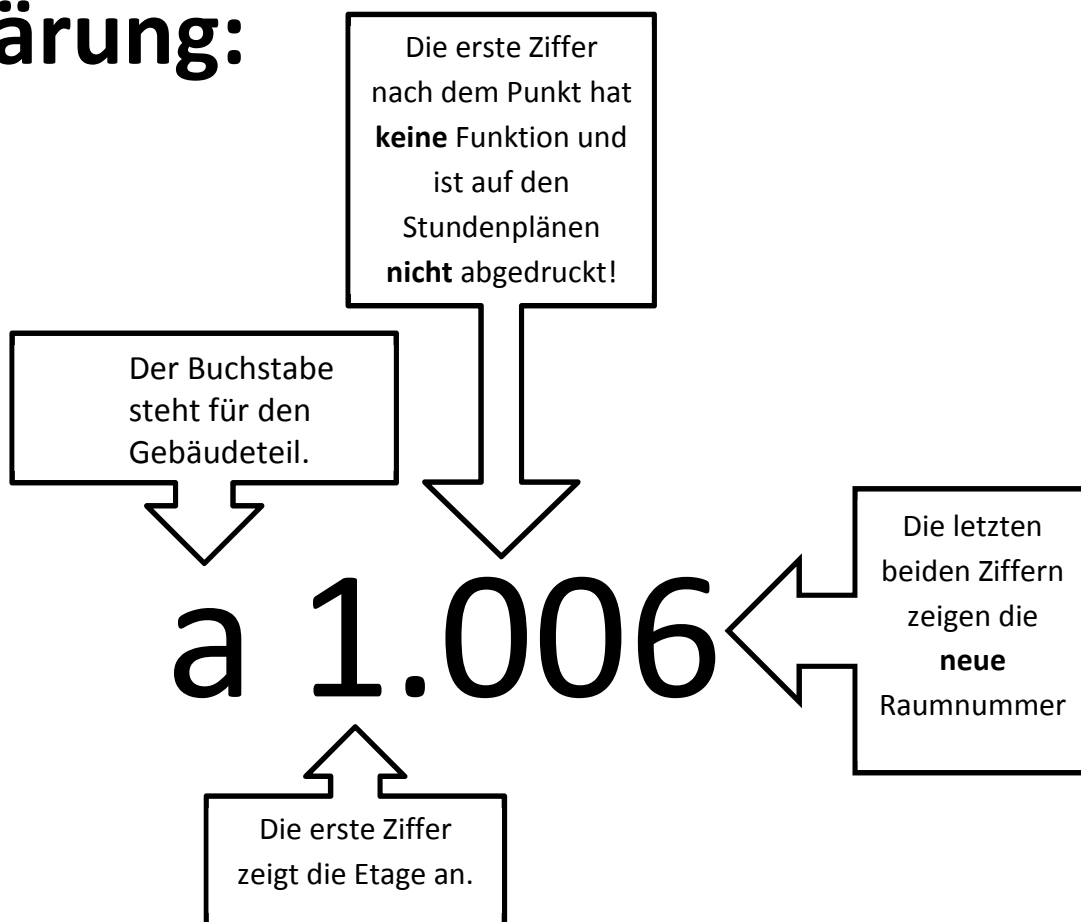 ärung:
Die erste Ziffer
nach dem Punkt hat
keine Funktion und
ist auf den
Stundenplänen
nicht abgedruckt!
Der Buchstabe
steht für den
Gebäudeteil.
a 1.006
Die letzten
beiden Ziffern
zeigen die
neue
Raumnummer
Die erste Ziffer
zeigt die Etage an.